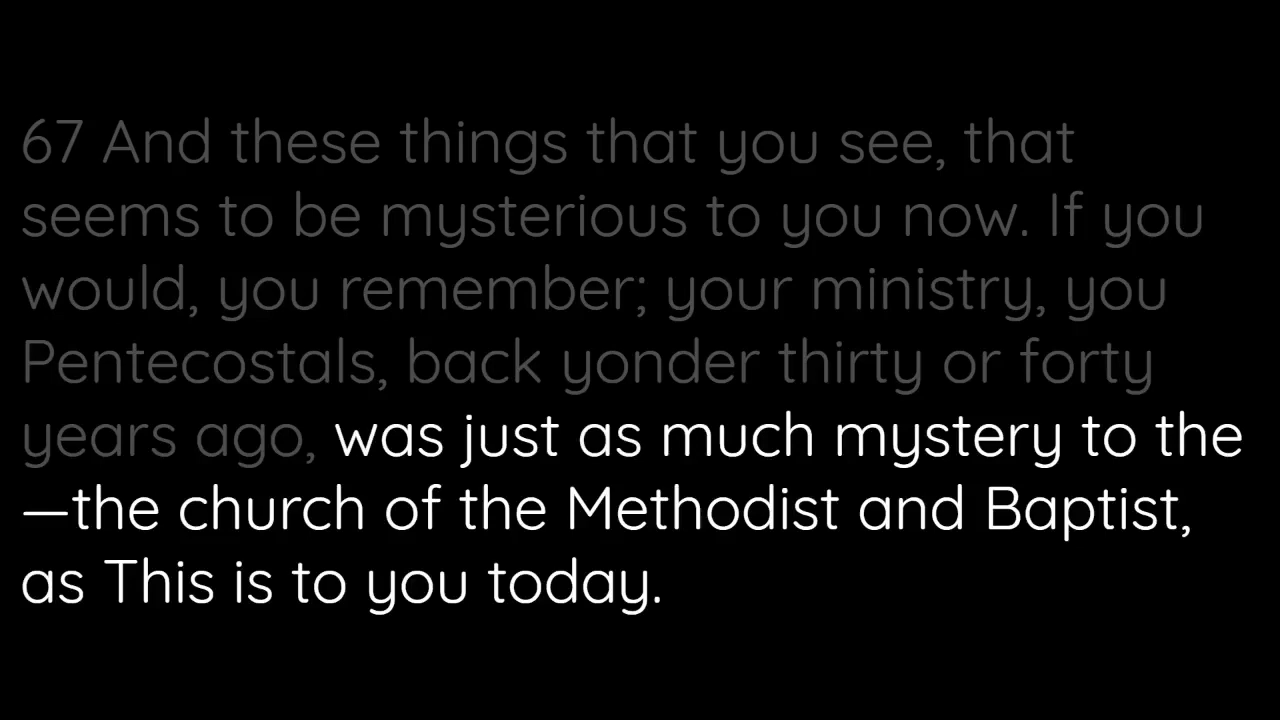 67 And these things that you see, that
seems to be mysterious to you now. If you
would, you remember; your ministry, you
Pentecostals, back yonder thirty or forty
years ago, was just as much mystery to the
—the church of the Methodist and Baptist,
as This is to you today.